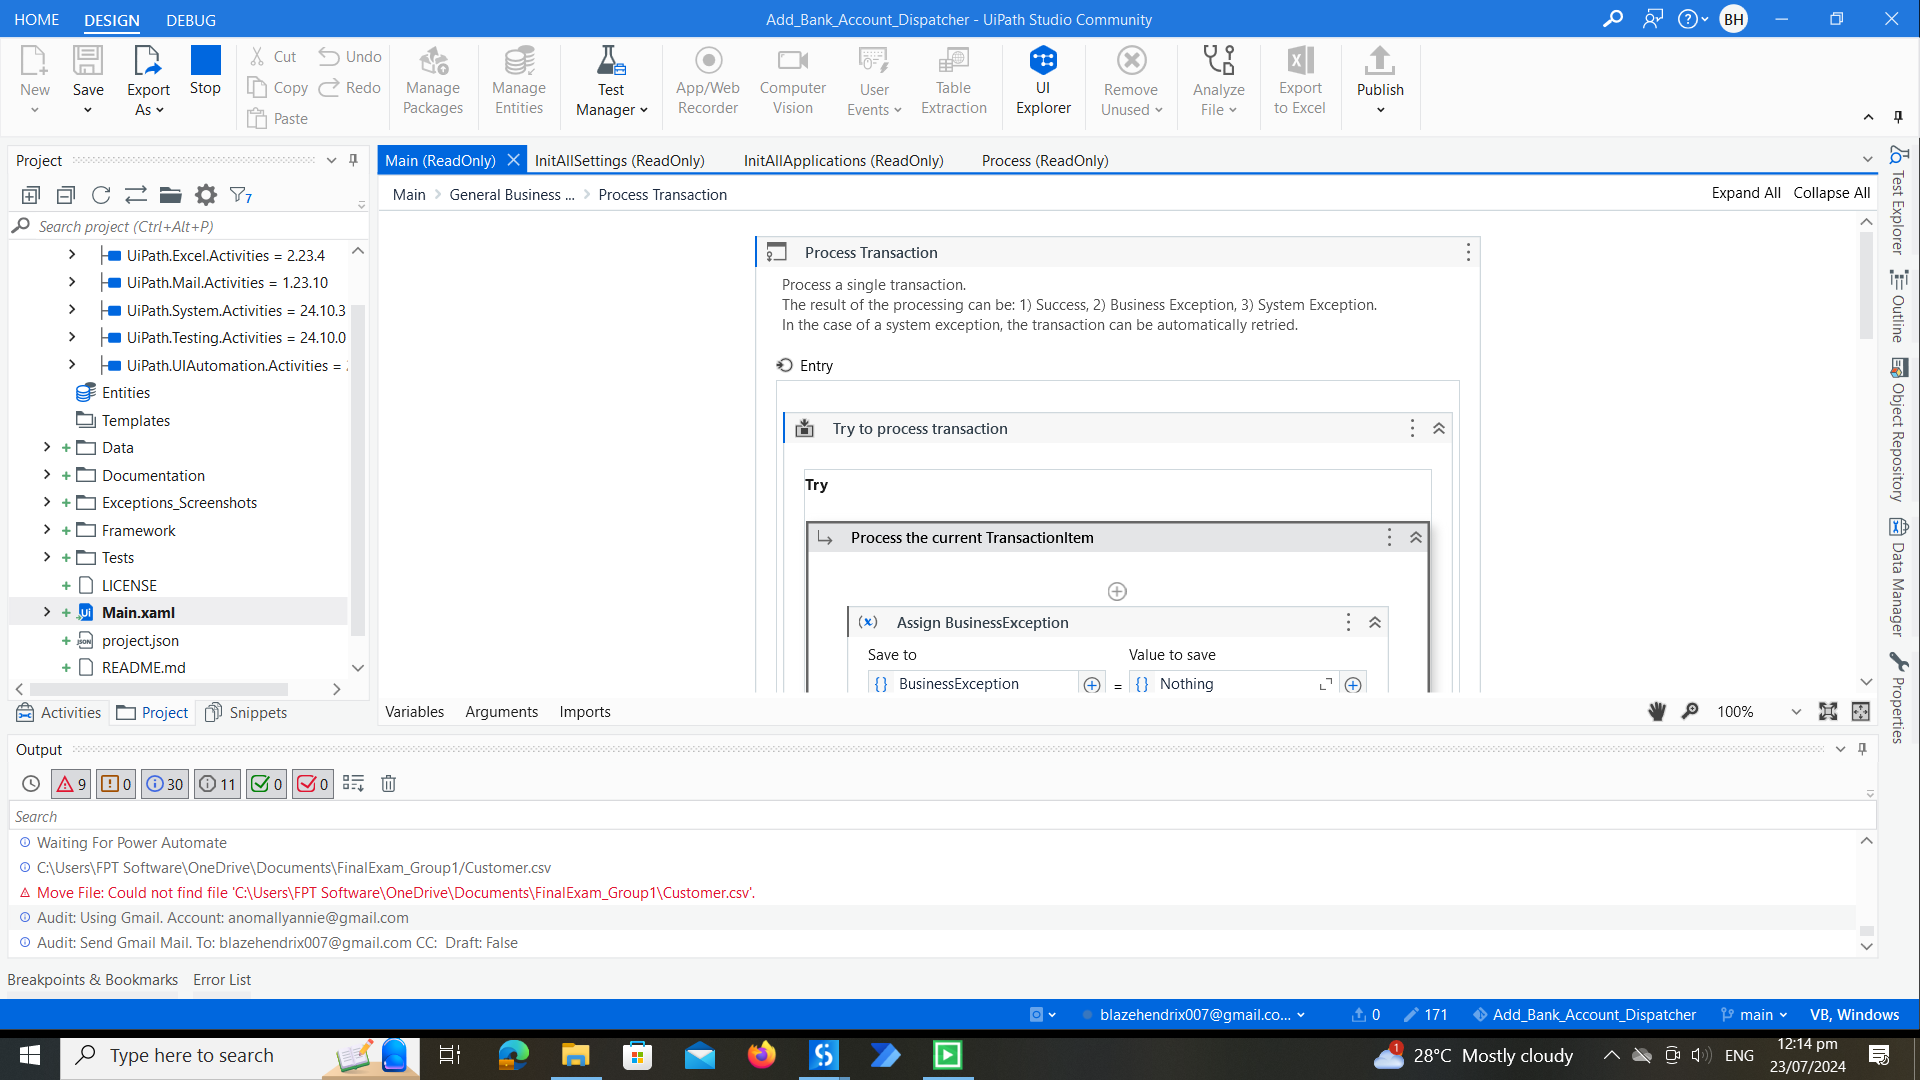 HOME
DESIGN
DEBUG
Add_Bank_Account_Dispatcher - UiPath Studio Community
BH
New
Save
Export As
Stop
Cut
Copy
Paste
Undo
Redo
Manage Packages
Manage Entities
Test Manager
App/Web Recorder
Computer Vision
User Events
Table Extraction
UI Explorer
Remove Unused
Analyze File
Export to Excel
Publish
Project
7
Search project (Ctrl+Alt+P)
UiPath.Excel.Activities = 2.23.4
UiPath.Mail.Activities = 1.23.10
UiPath.System.Activities = 24.10.3
UiPath.Testing.Activities = 24.10.0
UiPath.UIAutomation.Activities =
Entities
Templates
Data
Documentation
Exceptions_Screenshots
Framework
Tests
LICENSE
Main.xaml
project.json
README.md
Activities
Project
Snippets
Main (ReadOnly)
InitAllSettings (ReadOnly)
InitAllApplications (ReadOnly)
Process (ReadOnly)
Main
General Business ...
Process Transaction
Expand All
Collapse All
Process Transaction
Process a single transaction.
The result of the processing can be: 1) Success, 2) Business Exception, 3) System Exception.
In the case of a system exception, the transaction can be automatically retried.
Entry
Try to process transaction
Try
Process the current TransactionItem
Assign BusinessException
Save to
Value to save
BusinessException
=
Nothing
Variables
Arguments
Imports
100%
Test Explorer
Outline
Object Repository
Data Manager
Properties
Output
9
0
30
11
0
0
Search
Waiting For Power Automate
C:\Users\FPT Software\OneDrive\Documents\FinalExam_Group1/Customer.csv
Move File: Could not find file 'C:\Users\FPT Software\OneDrive\Documents\FinalExam_Group1\Customer.csv'.
Audit: Using Gmail. Account: anomallyannie@gmail.com
Audit: Send Gmail Mail. To: blazehendrix007@gmail.com CC:  Draft: False
Breakpoints & Bookmarks
Error List
blazehendrix007@gmail.co...
0
171
Add_Bank_Account_Dispatcher
main
VB, Windows
Type here to search
1
28°C Mostly cloudy
ENG
12:14 pm
23/07/2024